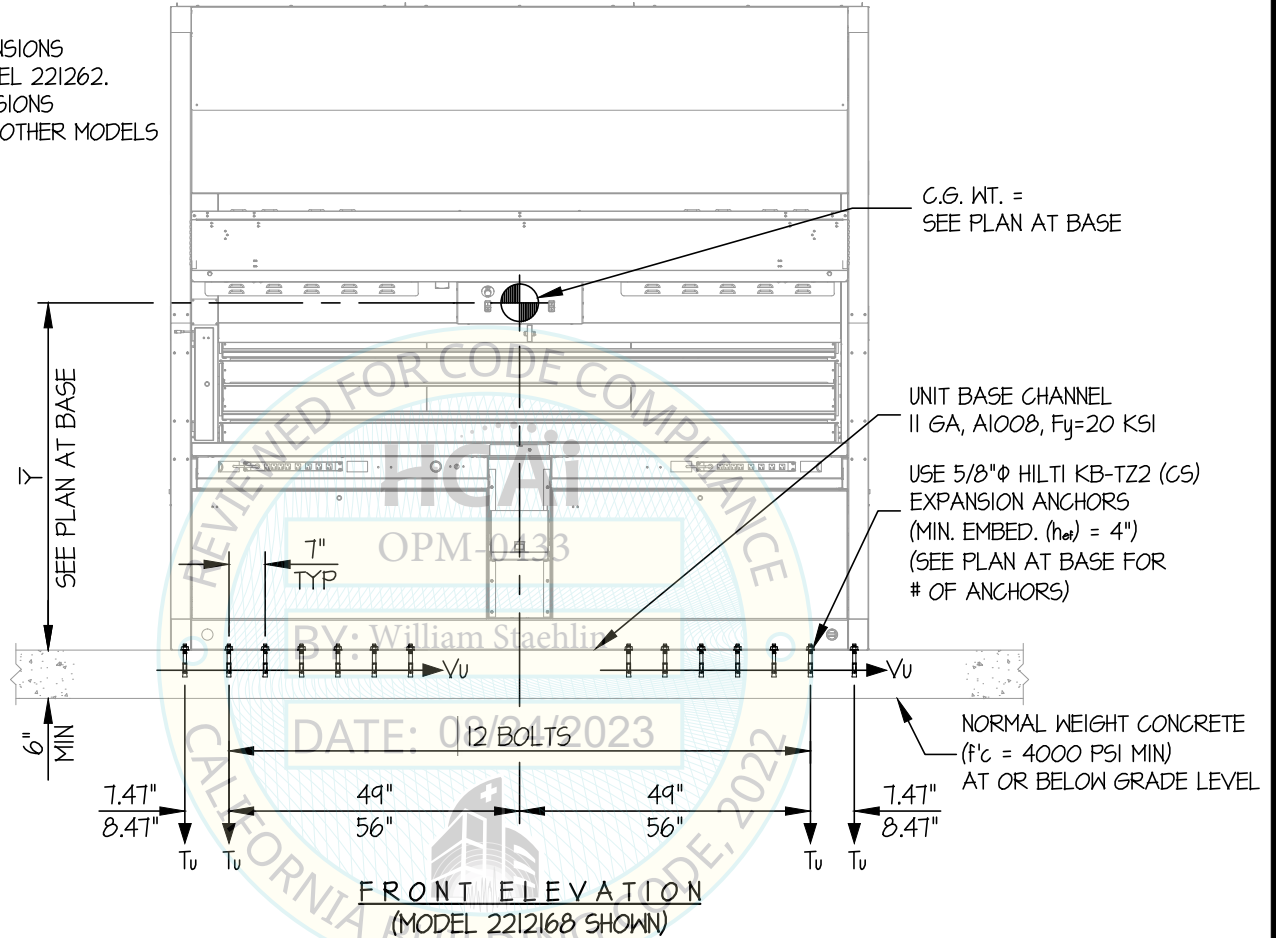 NSIONS
EL 221262.
SIONS
OTHER MODELS
C.G. WT. =
SEE PLAN AT BASE
UNIT BASE CHANNEL
11 GA, A1008, Fy=20 KSI
USE 5/8"Φ HILTI KB-TZ2 (CS)
EXPANSION ANCHORS
(MIN. EMBED. (hef) = 4")
(SEE PLAN AT BASE FOR
# OF ANCHORS)
Y
SEE PLAN AT BASE
REVIEWED FOR CODE COMPLIANCE
HCAi
OPM-0433
7"
TYP
BY: William Staehlin
Vu
Vu
DATE: 08/24/2023
12 BOLTS
6"
MIN
NORMAL WEIGHT CONCRETE
(f'c = 4000 PSI MIN)
AT OR BELOW GRADE LEVEL
7.47"
8.47"
49"
56"
49"
56"
7.47"
8.47"
Tu
Tu
Tu
Tu
CALIFORNIA BUILDING CODE, 2022
FRONT ELEVATION
(MODEL 2212168 SHOWN)